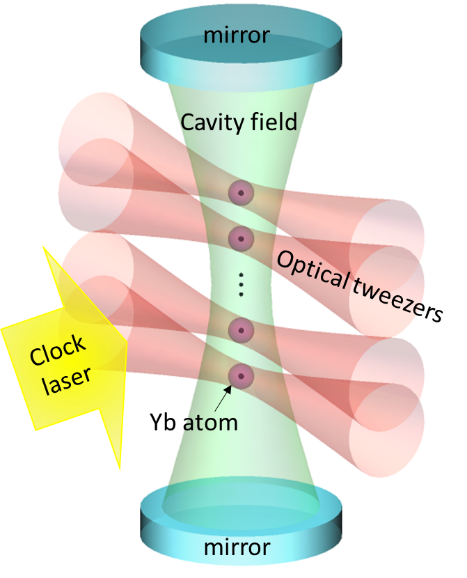 mirror
Cavity field
Optical tweezers
...
Clock
laser
Yb atom
mirror